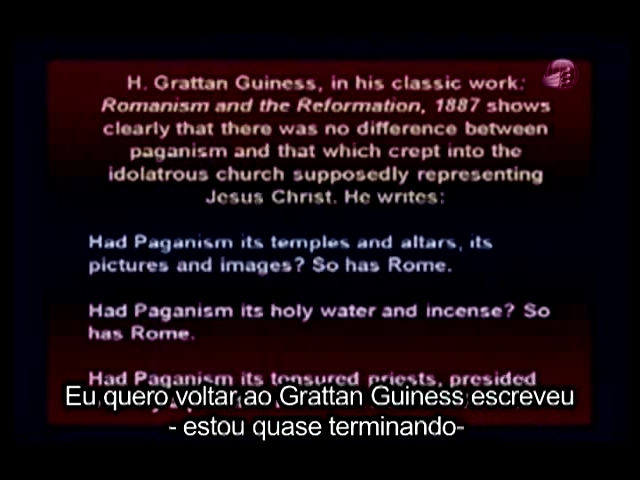 H. Grattan Guiness, in his classic work:
Romanism and the Reformation, 1887 shows
clearly that there was no difference between
paganism and that which crept into the
idolatrous church supposedly representing
Jesus Christ. He writes:
Had Paganism its temples and altars, its
pictures and images? So has Rome.
Had Paganism its holy water and incense? So
has Rome.
Had Paganism its tonsured priests, presided
Eu quero voltar ao Grattan Guiness escreveu
- estou quase terminando-